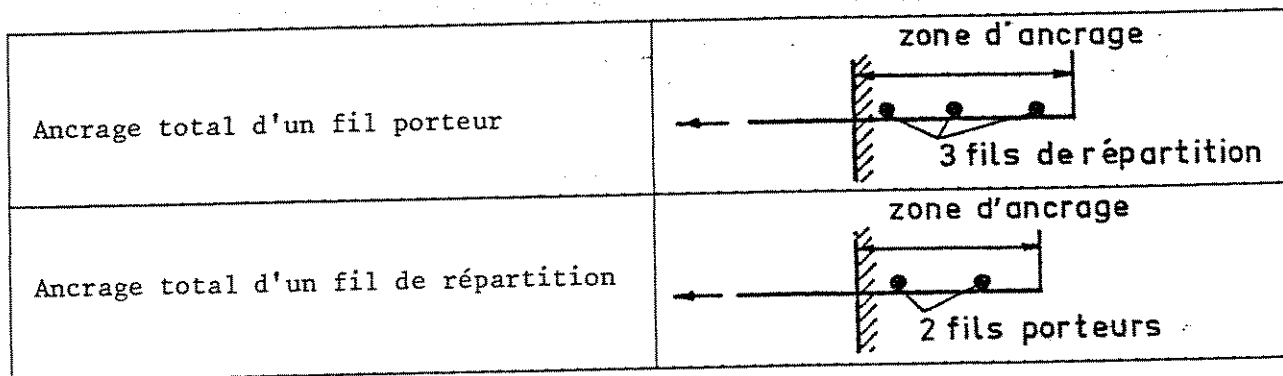 zone d'ancrage
Ancrage total d'un fil porteur
3 fils de répartition
zone d'ancrage
Ancrage total d'un fil de répartition
2 fils porteurs